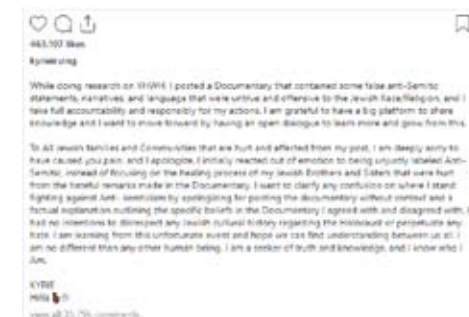 463,107 likes
kyrieirving
While doing research on YHWH, I posted a Documentary that contained some false anti-Semitic
statements, narratives, and language that were untrue and offensive to the Jewish Race/Religion, and I
take full accountability and responsibly for my actions. I am grateful to have a big platform to share
knowledge and I want to move forward by having an open dialogue to learn more and grow from this.
To All Jewish families and Communities that are hurt and affected from my post, I am deeply sorry to
have caused you pain, and I apologize. I initially reacted out of emotion to being unjustly labeled Anti-
Semitic, instead of focusing on the healing process of my Jewish Brothers and Sisters that were hurt
from the hateful remarks made in the Documentary. I want to clarify any confusion on where I stand
fighting against Anti- semitism by apologizing for posting the documentary without context and a
factual explanation outlining the specific beliefs in the Documentary I agreed with and disagreed with. I
had no intentions to disrespect any Jewish cultural history regarding the Holocaust or perpetuate any
hate. I am learning from this unfortunate event and hope we can find understanding between us all. I
am no different than any other human being. I am a seeker of truth and knowledge, and I know who I
Am.
Hélà
view all comments